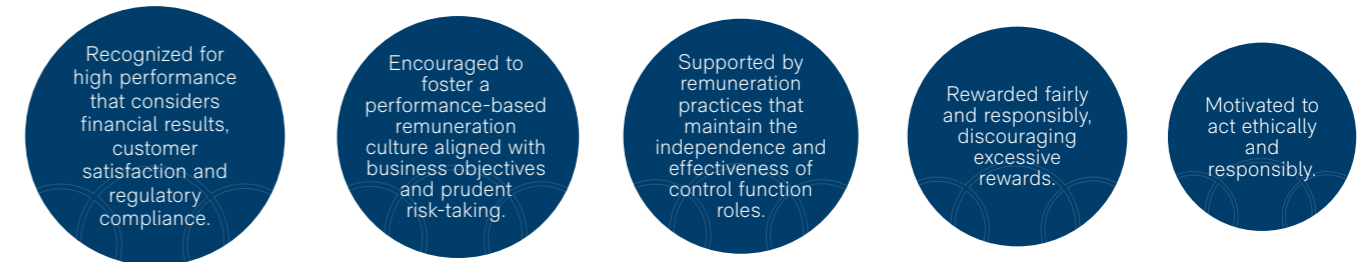 Recognized for
high performance
that considers
financial results,
customer
satisfaction and
regulatory
compliance.
Encouraged to
foster a
performance-based
remuneration
culture aligned with
business objectives
and prudent
risk-taking.
Supported by
remuneration
practices that
maintain the
independence and
effectiveness of
control function
roles.
Rewarded fairly
and responsibly,
discouraging
excessive
rewards.
Motivated to
act ethically
and
responsibly.